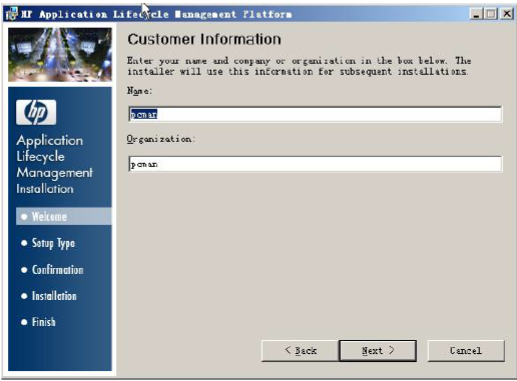 HP Application Lifecycle Management Platform
Customer Information
Enter your name and company or organization in the box below. The
installer will use this information for subsequent installations.
Name:
pcman
Organization:
pcman
hp
Application
Lifecycle
Management
Installation
Welcome
Setup Type
Confirmation
Installation
Finish
< Back
Next >
Cancel